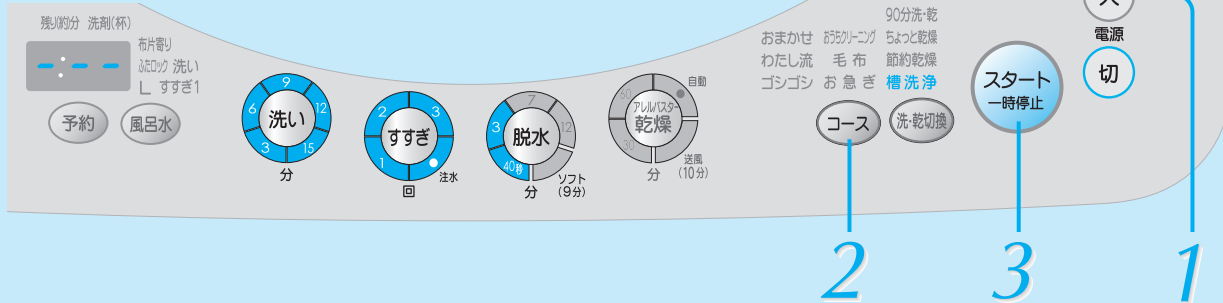 残り(約)分 洗剤(杯)
布片寄り
ふたロック 洗い
すすぎ1
予約
風呂水
9
6
12
洗い
3
15
分
2
3
すすぎ
1
注水
回
7
3
12
脱水
40秒
分
ソフト
(9分)
自動
60
アレルバスター
乾燥
30
分
送風
(10分)
90分洗・乾
おまかせ おうちクリーニング ちょっと乾燥
わたし流 毛布 節約乾燥
ゴシゴシ お急ぎ 槽洗浄
コース
洗・乾切換
スタート
一時停止
電源
切
2
3
1